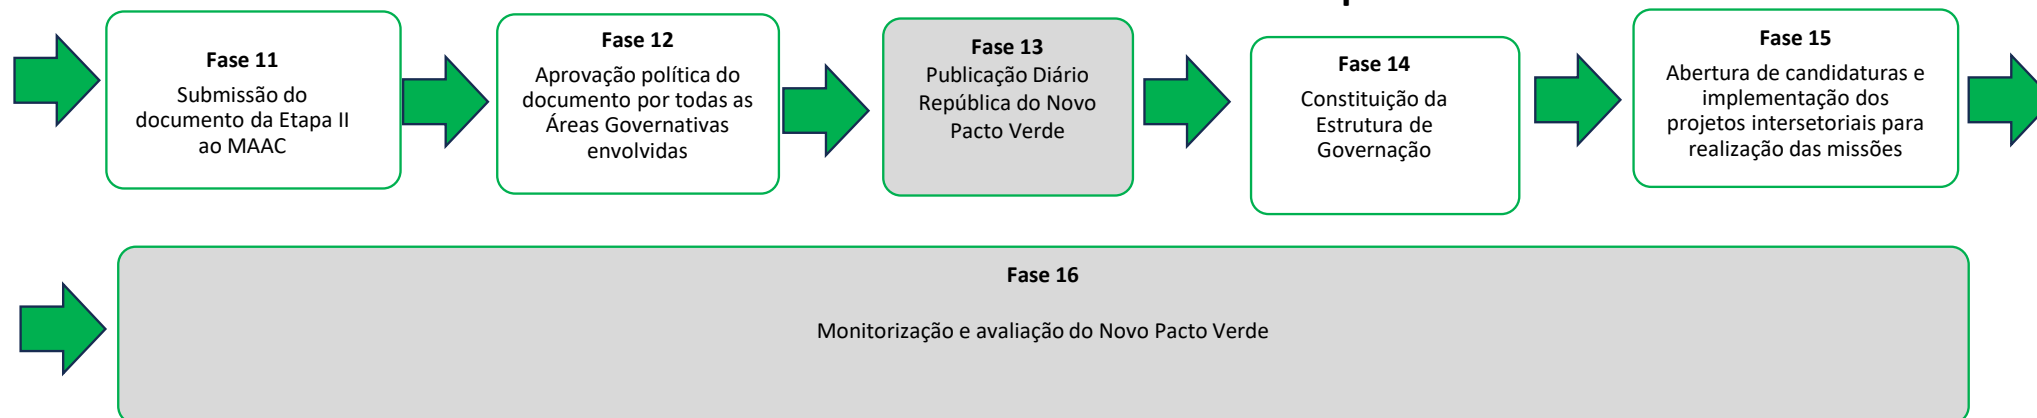 Fase 11
Submissão do
documento da Etapa II
ao MAAC
Fase 12
Aprovação política do
documento por todas as
Áreas Governativas
envolvidas
Fase 13
Publicação Diário
República do Novo
Pacto Verde
Fase 14
Constituição da
Estrutura de
Governação
Fase 15
Abertura de candidaturas e
implementação dos
projetos intersetoriais para
realização das missões
Fase 16
Monitorização e avaliação do Novo Pacto Verde